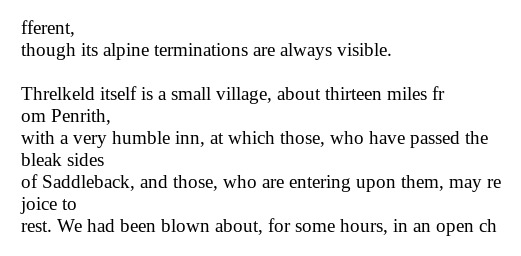 fferent,
though its alpine terminations are always visible.

Threlkeld itself is a small village, about thirteen miles fr
om Penrith,
with a very humble inn, at which those, who have passed the
bleak sides
of Saddleback, and those, who are entering upon them, may re
joice to
rest. We had been blown about, for some hours, in an open ch